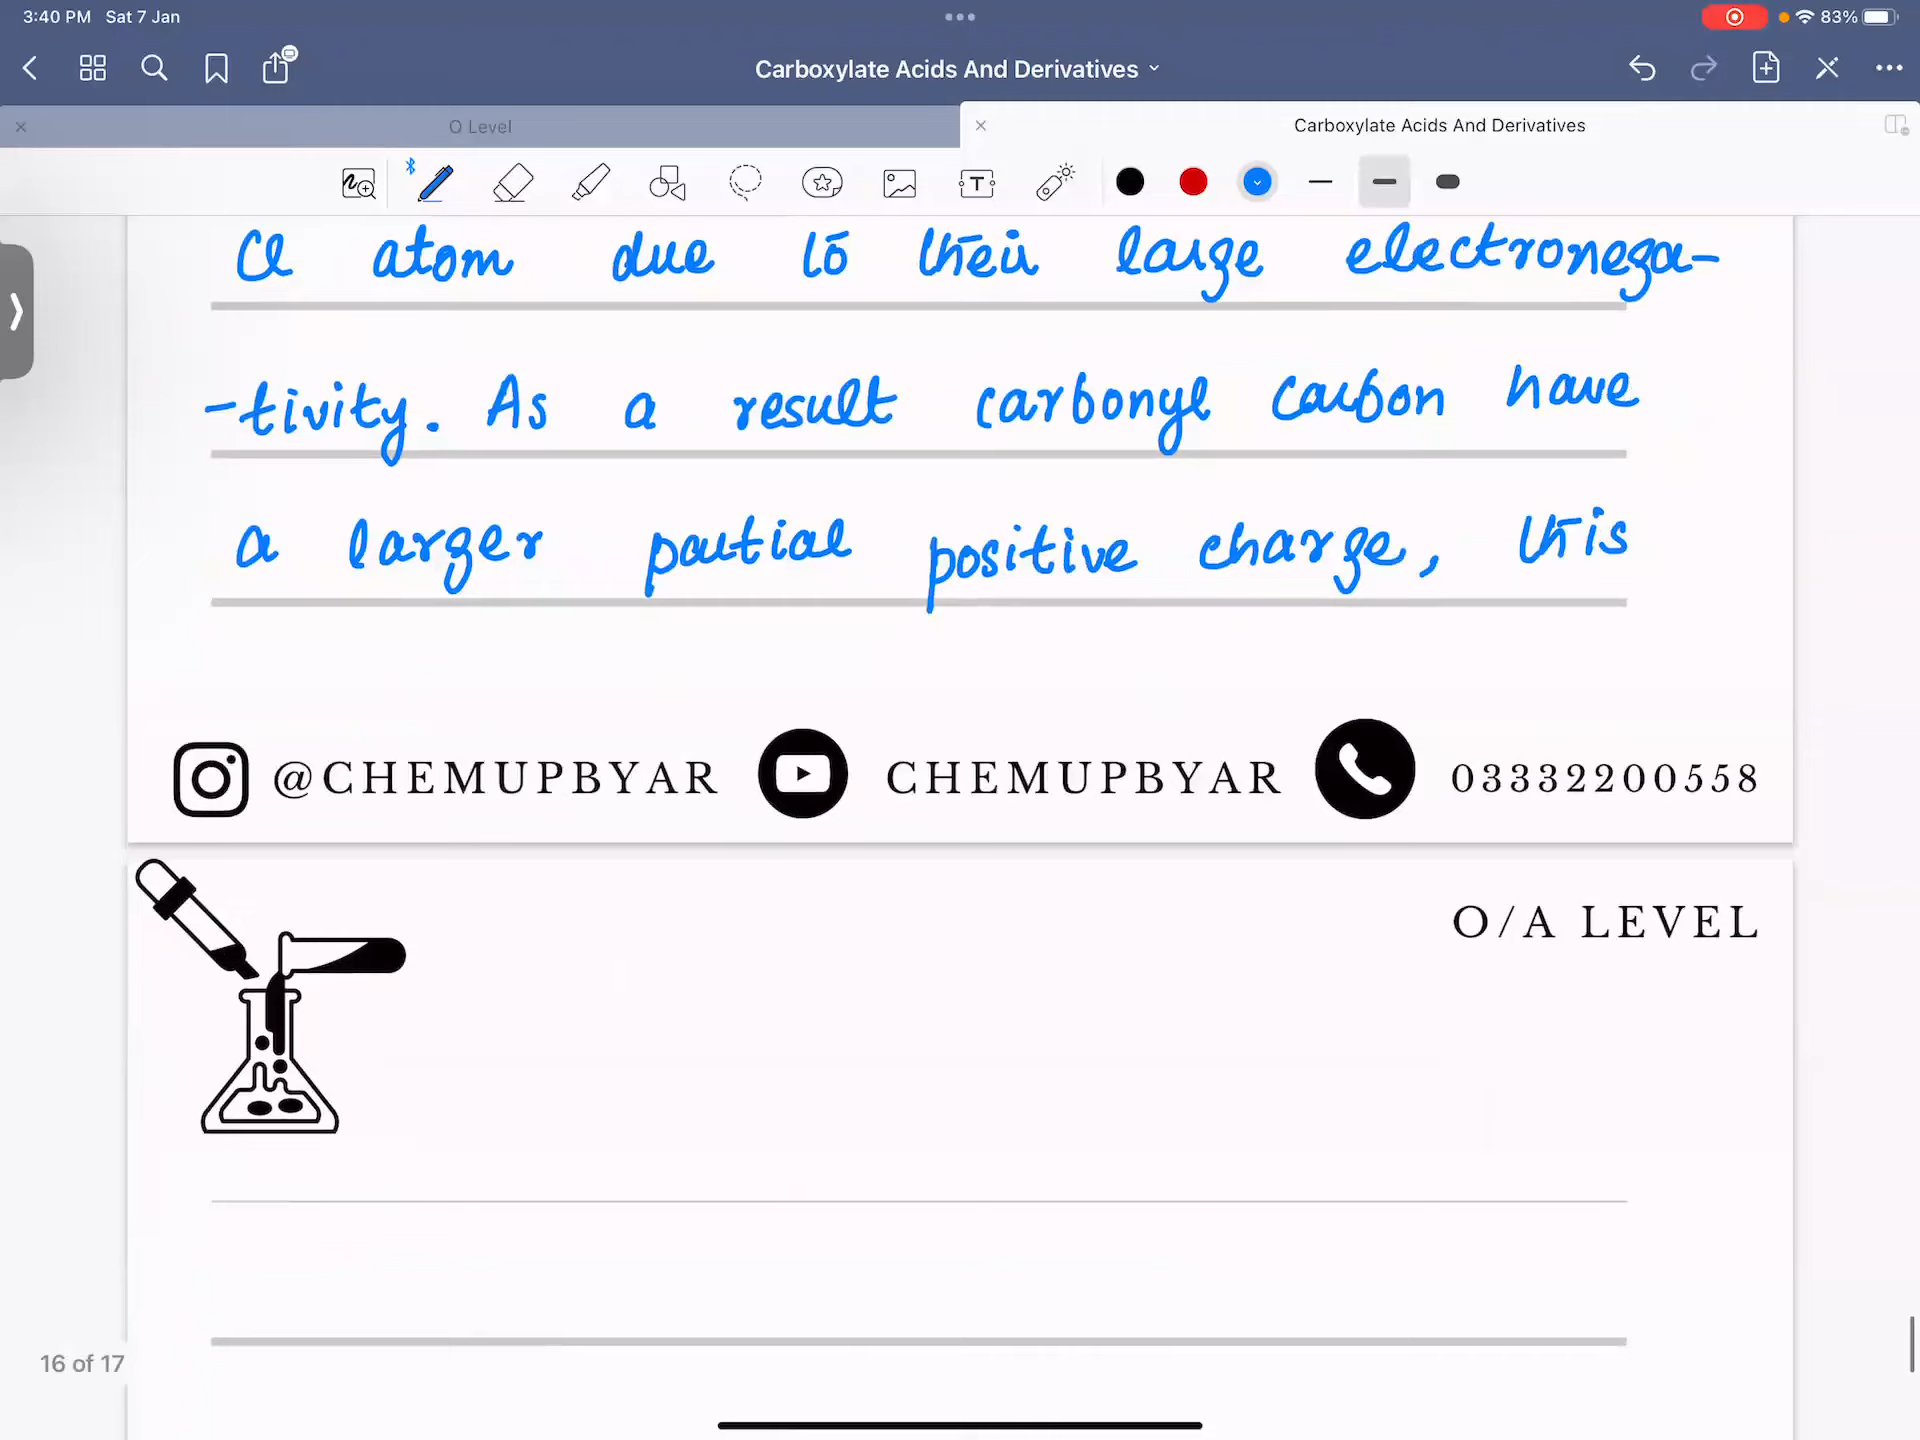 3:40 PM Sat 7 Jan
83%
Carboxylate Acids And Derivatives
O Level
Carboxylate Acids And Derivatives
T
Cl atom due to their large electronega-
-tivity. As a result carbonyl carbon have
a larger partial positive charge, this
@CHEMUPBYAR CHEMUPBYAR 03332200558
O/A LEVEL
16 of 17